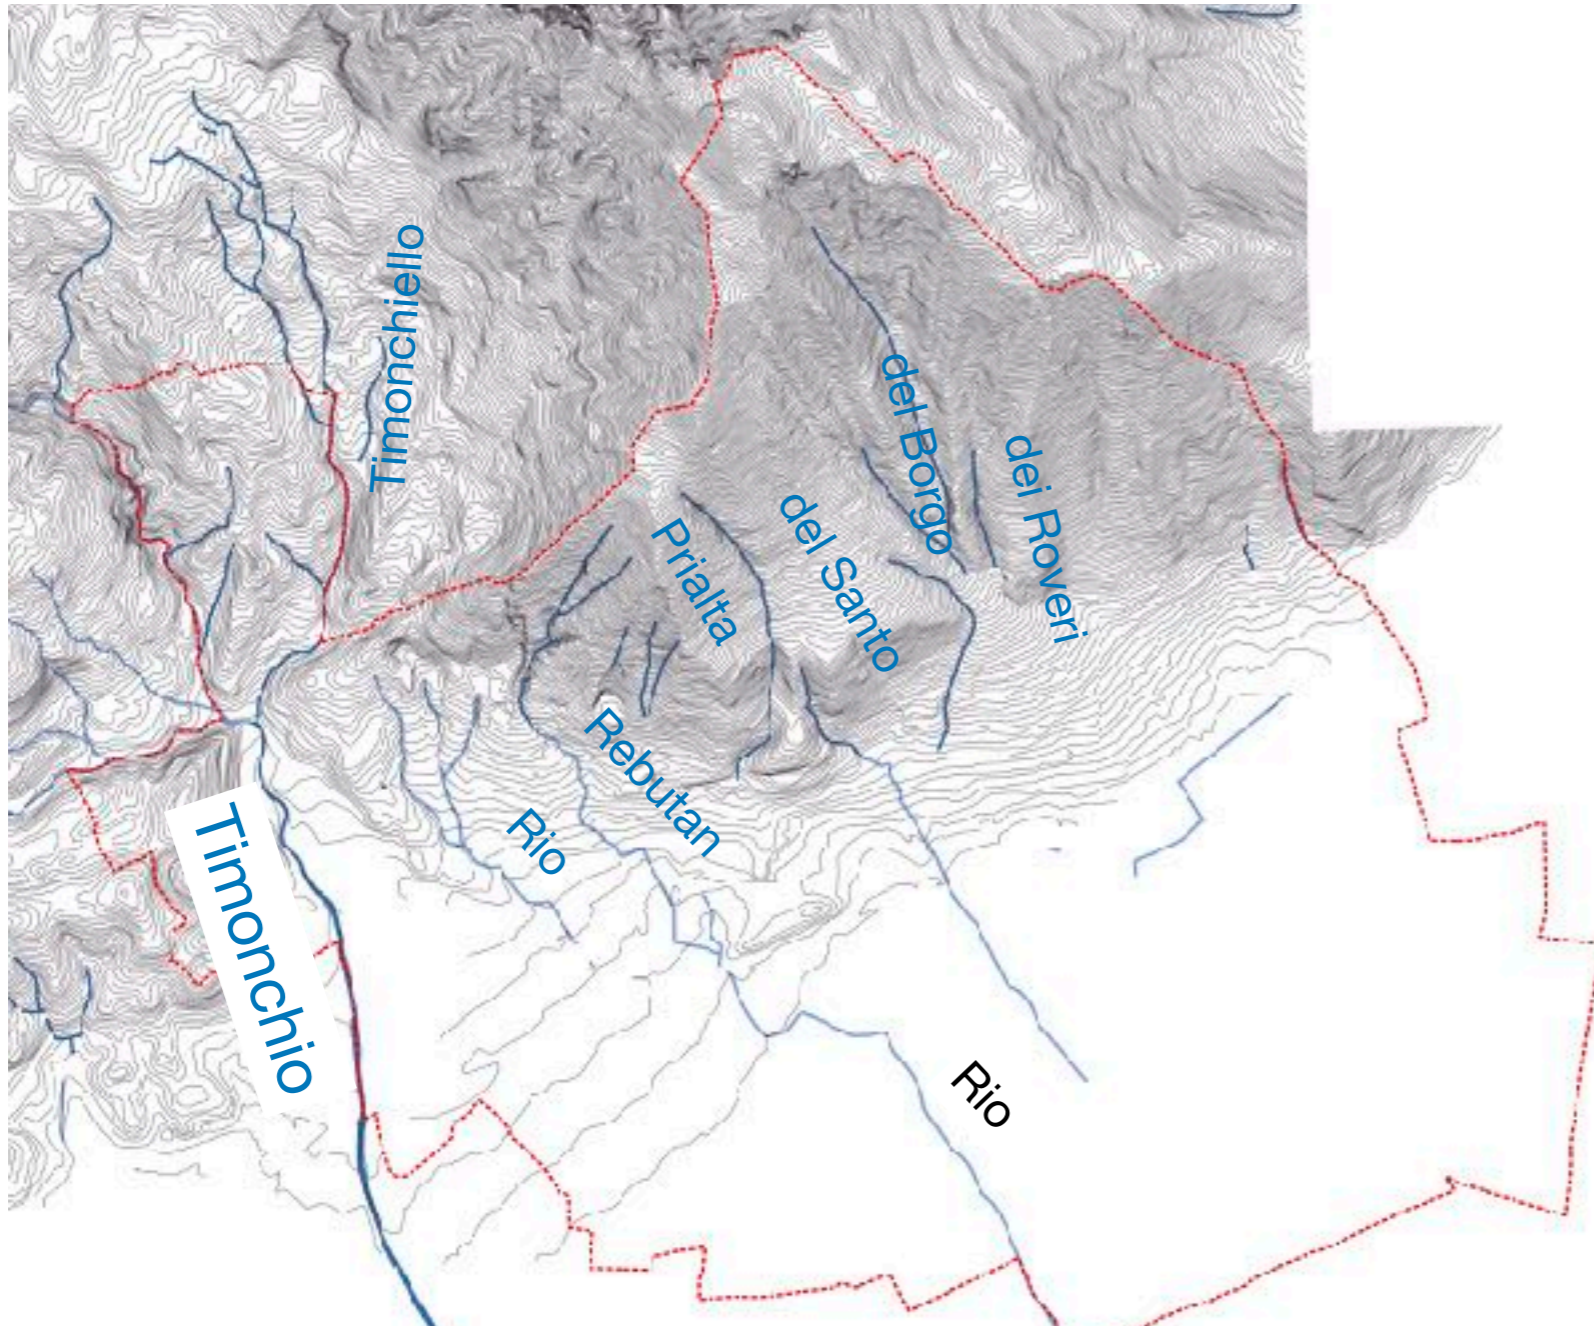 Timonchiello
del Borgo
dei Roveri
del Santo
Prialta
Rebutan
Rio
Timonchio
Rio